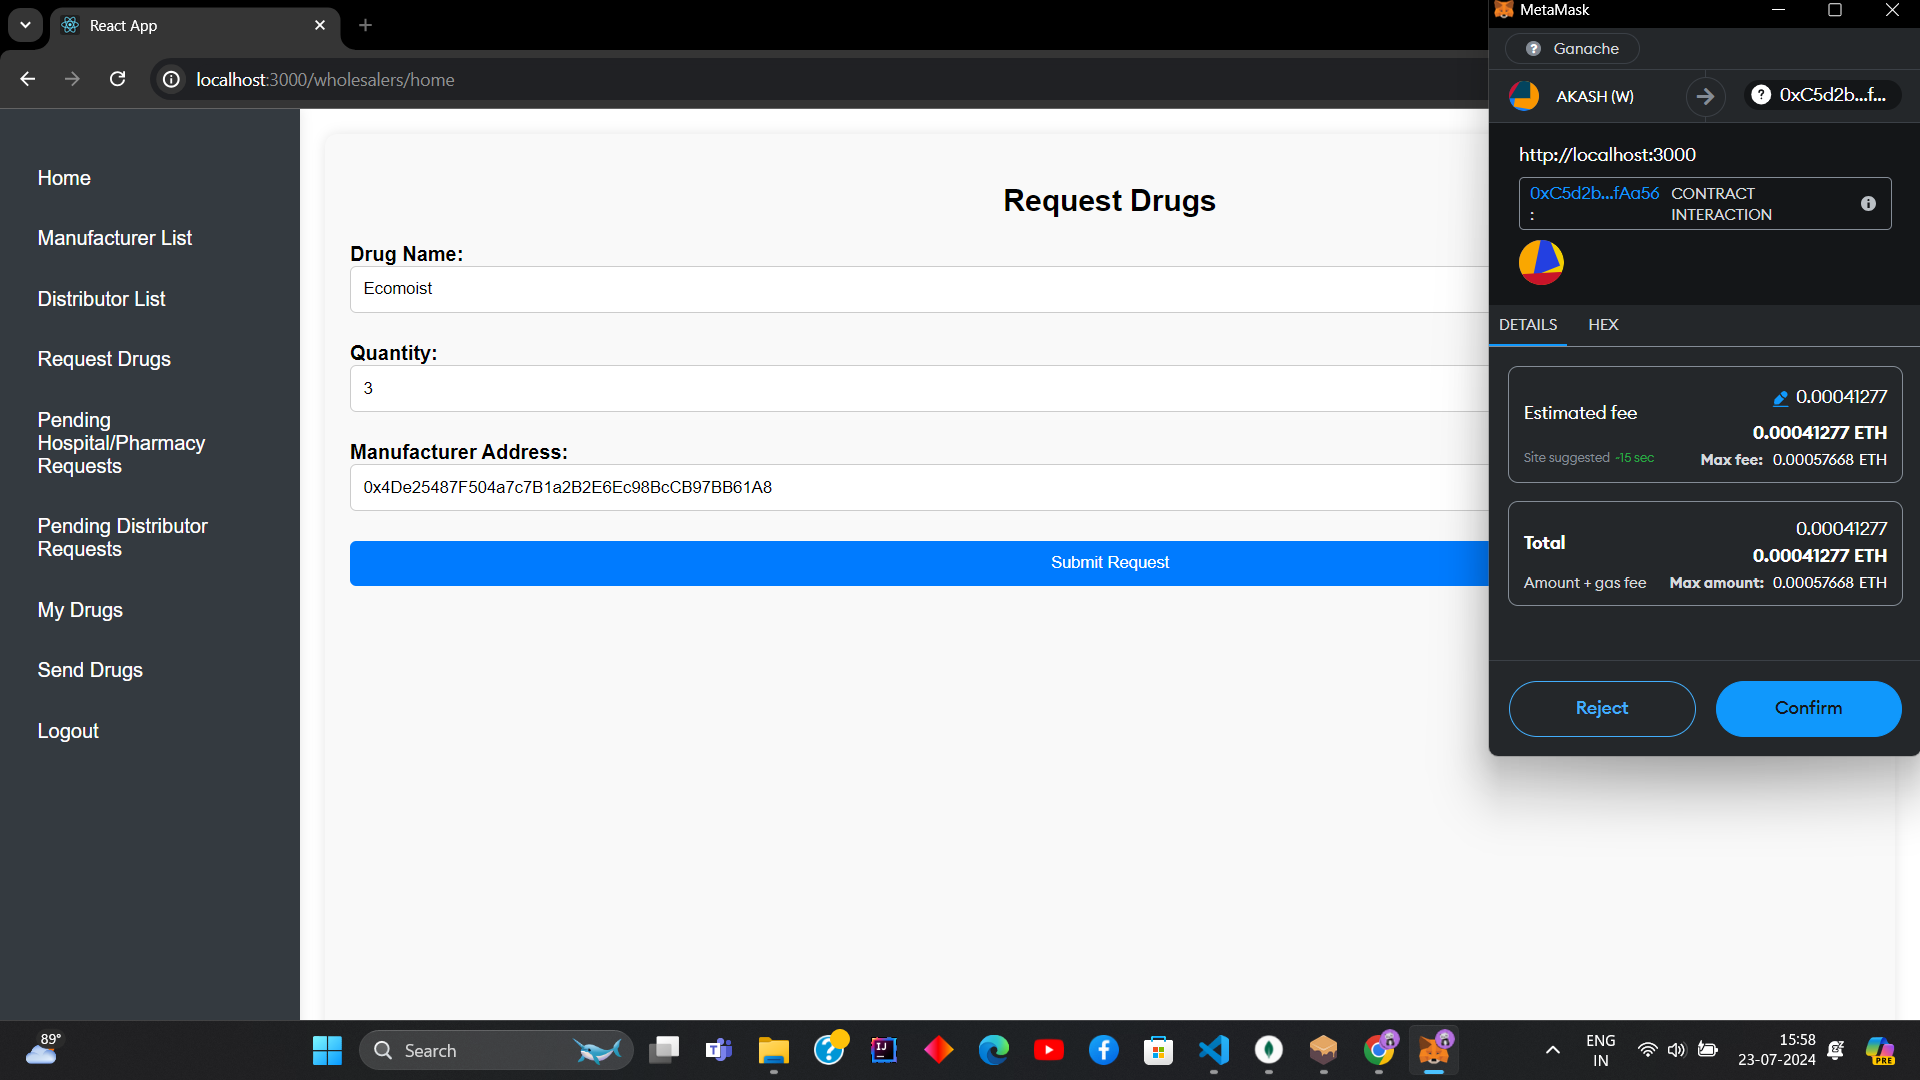 React App
localhost:3000/wholesalers/home
Home
Manufacturer List
Distributor List
Request Drugs
Pending
Hospital/Pharmacy
Requests
Pending Distributor
Requests
My Drugs
Send Drugs
Logout
Request Drugs
Drug Name:
Ecomoist
Quantity:
3
Manufacturer Address:
0x4De25487F504a7c7B1a2B2E6Ec98BcCB97BB61A8
Submit Request
MetaMask
? Ganache
AKASH (W)
? 0xC5d2b...f...
http://localhost:3000
0xC5d2b...fAa56 CONTRACT
: INTERACTION
DETAILS HEX
Estimated fee
0.00041277
0.00041277 ETH
Site suggested ~15 sec
Max fee: 0.00057668 ETH
Total
0.00041277
0.00041277 ETH
Amount + gas fee
Max amount: 0.00057668 ETH
Reject
Confirm
89°
Search
ENG
IN
15:58
23-07-2024
PRE